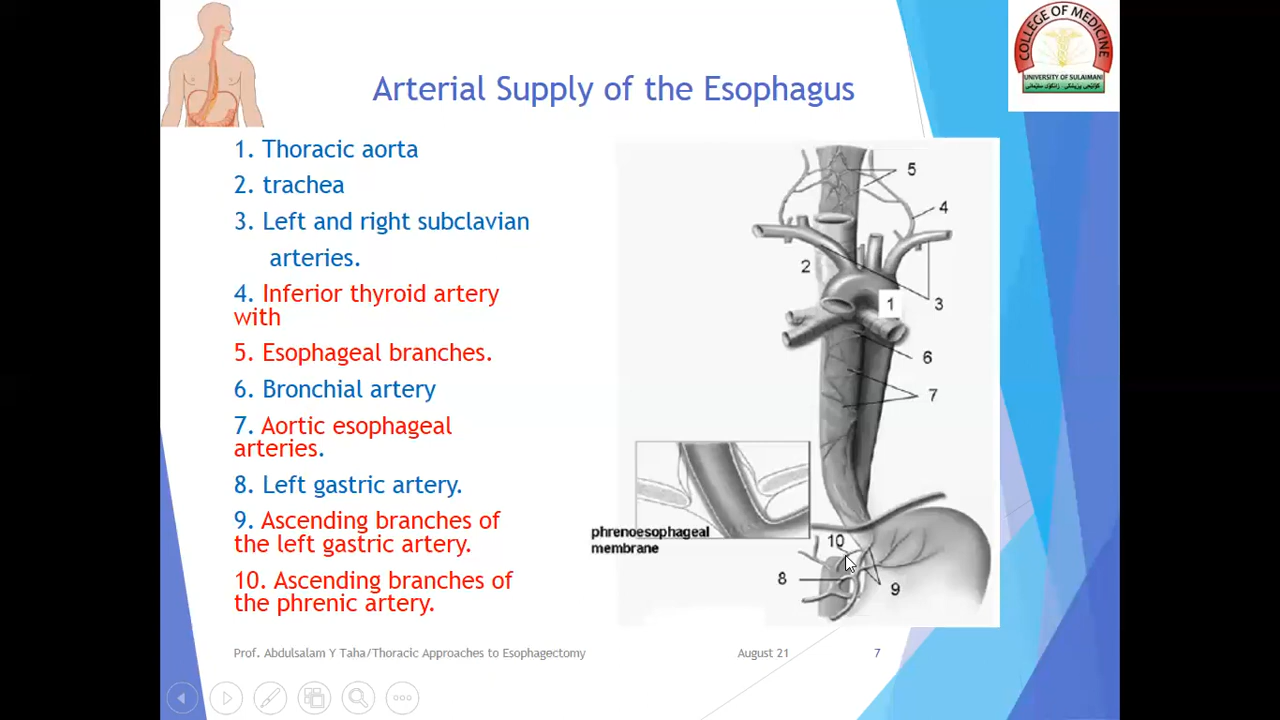 COLLEGE OF MEDICINE
UNIVERSITY OF SULAIMANI
Arterial Supply of the Esophagus
1. Thoracic aorta
2. trachea
3. Left and right subclavian
arteries.
4. Inferior thyroid artery
with
5. Esophageal branches.
6. Bronchial artery
7. Aortic esophageal
arteries.
8. Left gastric artery.
9. Ascending branches of
the left gastric artery.
10. Ascending branches of
the phrenic artery.
5
4
2
1
3
6
7
phrenoesophageal
membrane
10
8
9
Prof. Abdulsalam Y Taha/Thoracic Approaches to Esophagectomy
August 21
7